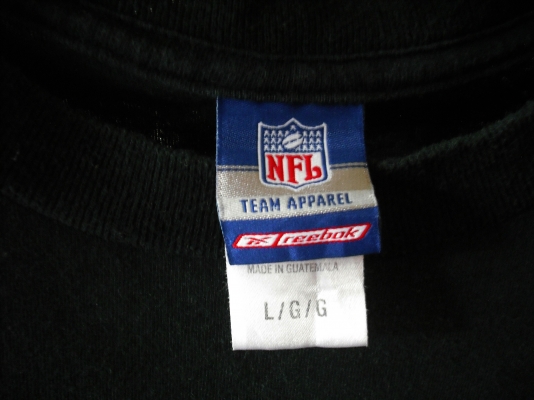 NFL
TEAM APPAREL
Reebok
MADE IN GUATEMALA
L/G/G